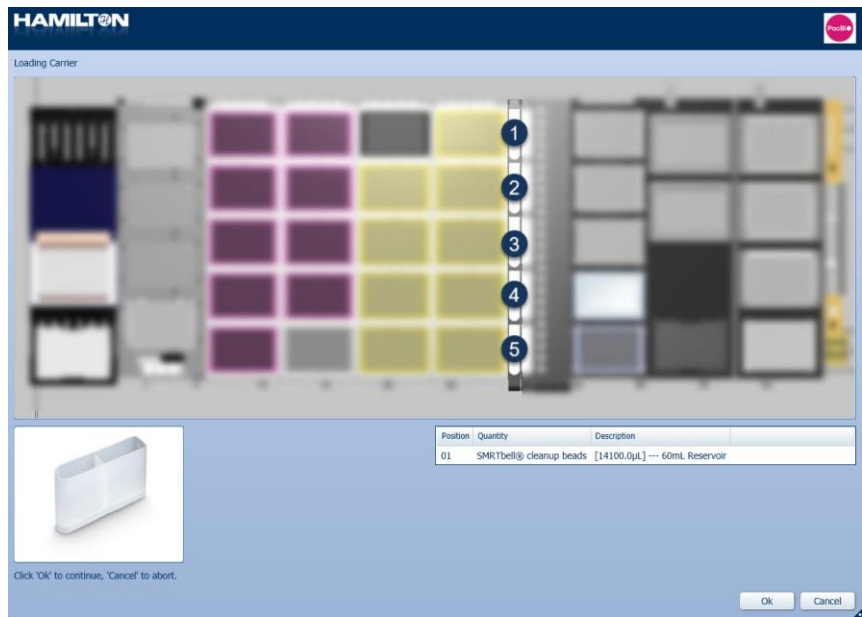 HAMILTON
PacBi
Loading Carrier
1
2
3
4
5
Position Quantity Description
01 SMRTbell® cleanup beads [14100.0µL] --- 60mL Reservoir
Click 'Ok' to continue, 'Cancel' to abort.
Ok Cancel